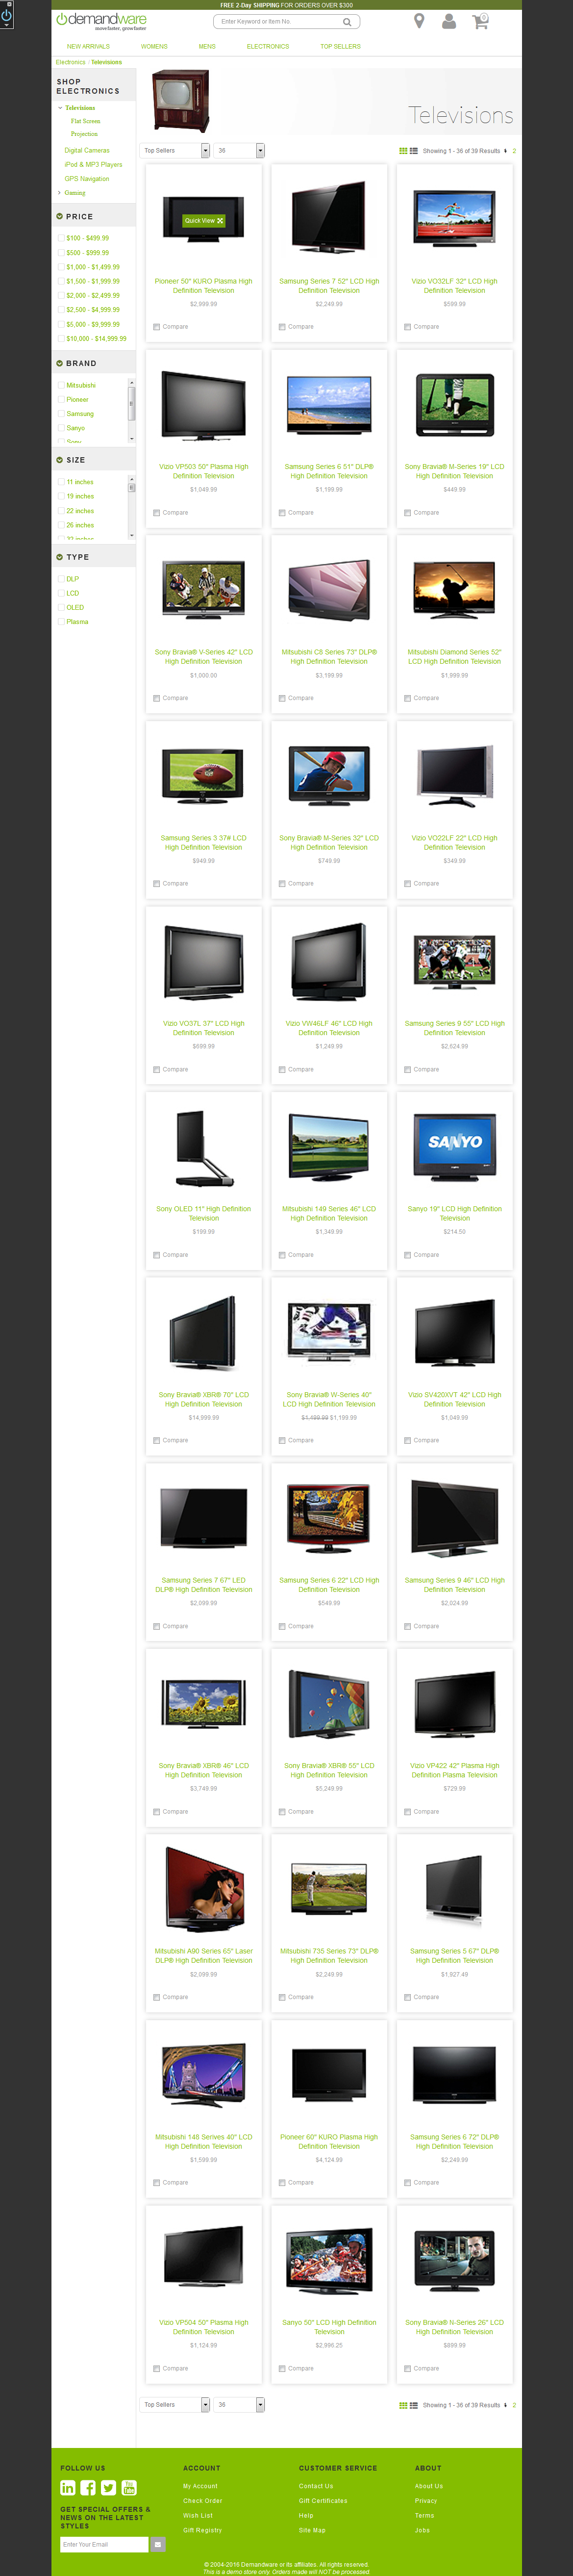 FREE 2-Day SHIPPING FOR ORDERS OVER $300
demandware
move faster, grow faster.
Enter Keyword or Item No.
0
NEW ARRIVALS WOMENS MENS ELECTRONICS TOP SELLERS
Electronics / Televisions
SHOP
ELECTRONICS
Televisions
Flat Screen
Projection
Digital Cameras
iPod & MP3 Players
GPS Navigation
Gaming
PRICE
$100 - $499.99
$500 - $999.99
$1,000 - $1,499.99
$1,500 - $1,999.99
$2,000 - $2,499.99
$2,500 - $4,999.99
$5,000 - $9,999.99
$10,000 - $14,999.99
BRAND
Mitsubishi
Pioneer
Samsung
Sanyo
Sony
SIZE
11 inches
19 inches
22 inches
26 inches
32 inches
TYPE
DLP
LCD
OLED
Plasma
Televisions
Top Sellers 36 Showing 1 - 36 of 39 Results 2
Quick View
Pioneer 50" KURO Plasma High
Definition Television
$2,999.99
Compare
Samsung Series 7 52" LCD High
Definition Television
$2,249.99
Compare
Vizio VO32LF 32" LCD High
Definition Television
$599.99
Compare
Vizio VP503 50" Plasma High
Definition Television
$1,049.99
Compare
Samsung Series 6 51" DLP®
High Definition Television
$1,199.99
Compare
Sony Bravia® M-Series 19" LCD
High Definition Television
$449.99
Compare
Sony Bravia® V-Series 42" LCD
High Definition Television
$1,000.00
Compare
Mitsubishi C8 Series 73" DLP®
High Definition Television
$3,199.99
Compare
Mitsubishi Diamond Series 52"
LCD High Definition Television
$1,999.99
Compare
Samsung Series 3 37# LCD
High Definition Television
$949.99
Compare
Sony Bravia® M-Series 32" LCD
High Definition Television
$749.99
Compare
Vizio VO22LF 22" LCD High
Definition Television
$349.99
Compare
Vizio VO37L 37" LCD High
Definition Television
$699.99
Compare
Vizio VW46LF 46" LCD High
Definition Television
$1,249.99
Compare
Samsung Series 9 55" LCD High
Definition Television
$2,624.99
Compare
Sony OLED 11" High Definition
Television
$199.99
Compare
Mitsubishi 149 Series 46" LCD
High Definition Television
$1,349.99
Compare
SANYO
Sanyo 19" LCD High Definition
Television
$214.50
Compare
Sony Bravia® XBR® 70" LCD
High Definition Television
$14,999.99
Compare
Sony Bravia® W-Series 40"
LCD High Definition Television
$1,499.99 $1,199.99
Compare
Vizio SV420XVT 42" LCD High
Definition Television
$1,049.99
Compare
Samsung Series 7 67" LED
DLP® High Definition Television
$2,099.99
Compare
Samsung Series 6 22" LCD High
Definition Television
$549.99
Compare
Samsung Series 9 46" LCD High
Definition Television
$2,024.99
Compare
Sony Bravia® XBR® 46" LCD
High Definition Television
$3,749.99
Compare
Sony Bravia® XBR® 55" LCD
High Definition Television
$5,249.99
Compare
Vizio VP422 42" Plasma High
Definition Plasma Television
$729.99
Compare
Mitsubishi A90 Series 65" Laser
DLP® High Definition Television
$2,099.99
Compare
Mitsubishi 735 Series 73" DLP®
High Definition Television
$2,249.99
Compare
Samsung Series 5 67" DLP®
High Definition Television
$1,927.49
Compare
Mitsubishi 148 Serives 40" LCD
High Definition Television
$1,599.99
Compare
Pioneer 60" KURO Plasma High
Definition Television
$4,124.99
Compare
Samsung Series 6 72" DLP®
High Definition Television
$2,249.99
Compare
Vizio VP504 50" Plasma High
Definition Television
$1,124.99
Compare
Sanyo 50" LCD High Definition
Television
$2,996.25
Compare
Sony Bravia® N-Series 26" LCD
High Definition Television
$899.99
Compare
Top Sellers 36 Showing 1 - 36 of 39 Results 2
FOLLOW US
GET SPECIAL OFFERS &
NEWS ON THE LATEST
STYLES
Enter Your Email
ACCOUNT
My Account
Check Order
Wish List
Gift Registry
CUSTOMER SERVICE
Contact Us
Gift Certificates
Help
Site Map
ABOUT
About Us
Privacy
Terms
Jobs
© 2004-2016 Demandware or its affiliates. All rights reserved.
This is a demo store only. Orders made will NOT be processed.